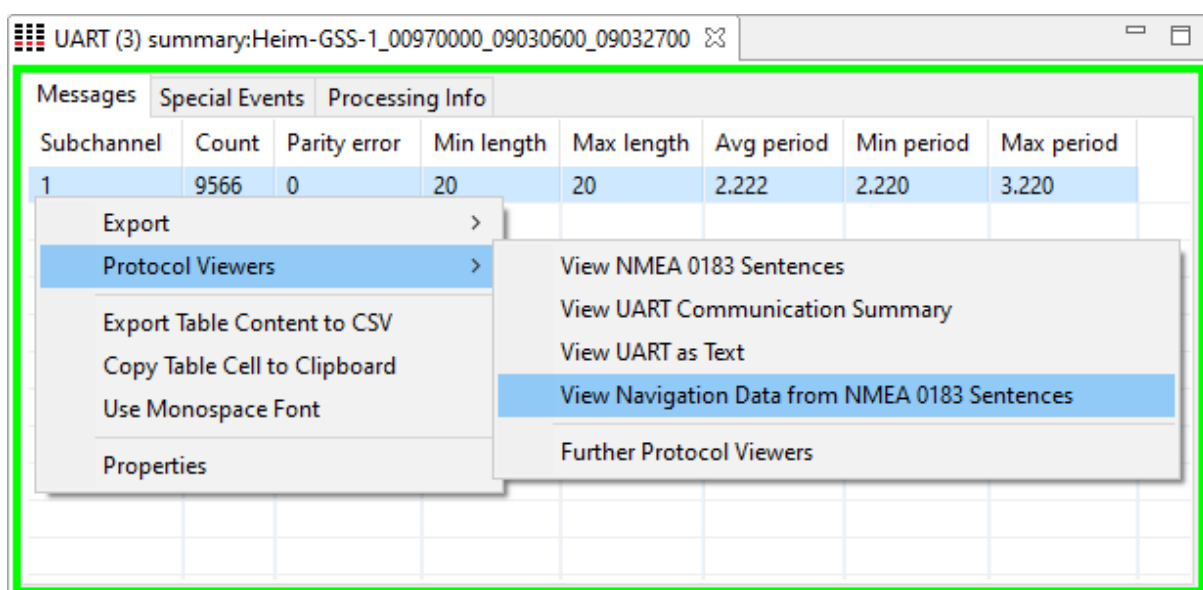 UART (3) summary:Heim-GSS-1_00970000_09030600_09032700
Messages Special Events Processing Info
Subchannel Count Parity error Min length Max length Avg period Min period Max period
1 9566 0 20 20 2.222 2.220 3.220
Export
Protocol Viewers
Export Table Content to CSV
Copy Table Cell to Clipboard
Use Monospace Font
Properties
View NMEA 0183 Sentences
View UART Communication Summary
View UART as Text
View Navigation Data from NMEA 0183 Sentences
Further Protocol Viewers